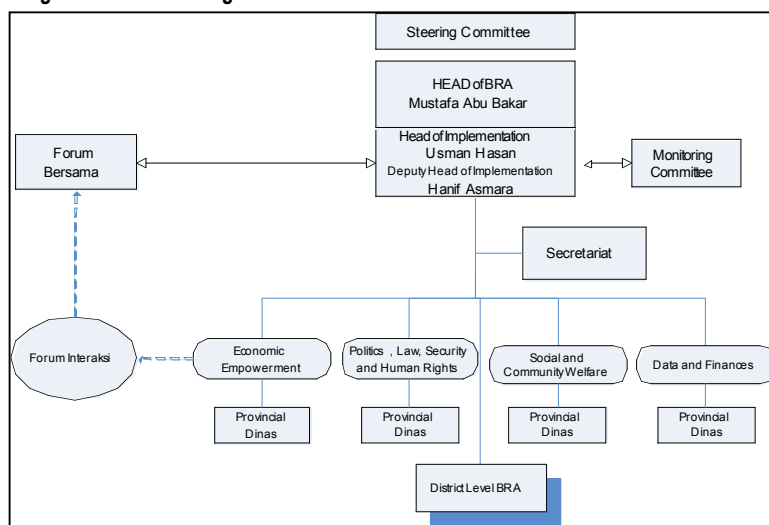 Steering Committee
HEAD of BRA
Mustafa Abu Bakar
Head of Implementation
Usman Hasan
Deputy Head of Implementation
Hanif Asmara
Forum
Bersama
Monitoring
Committee
Secretariat
Forum Interaksi
Economic
Empowerment
Politics , Law, Security
and Human Rights
Social and
Community Welfare
Data and Finances
Provincial
Dinas
Provincial
Dinas
Provincial
Dinas
Provincial
Dinas
District Level BRA